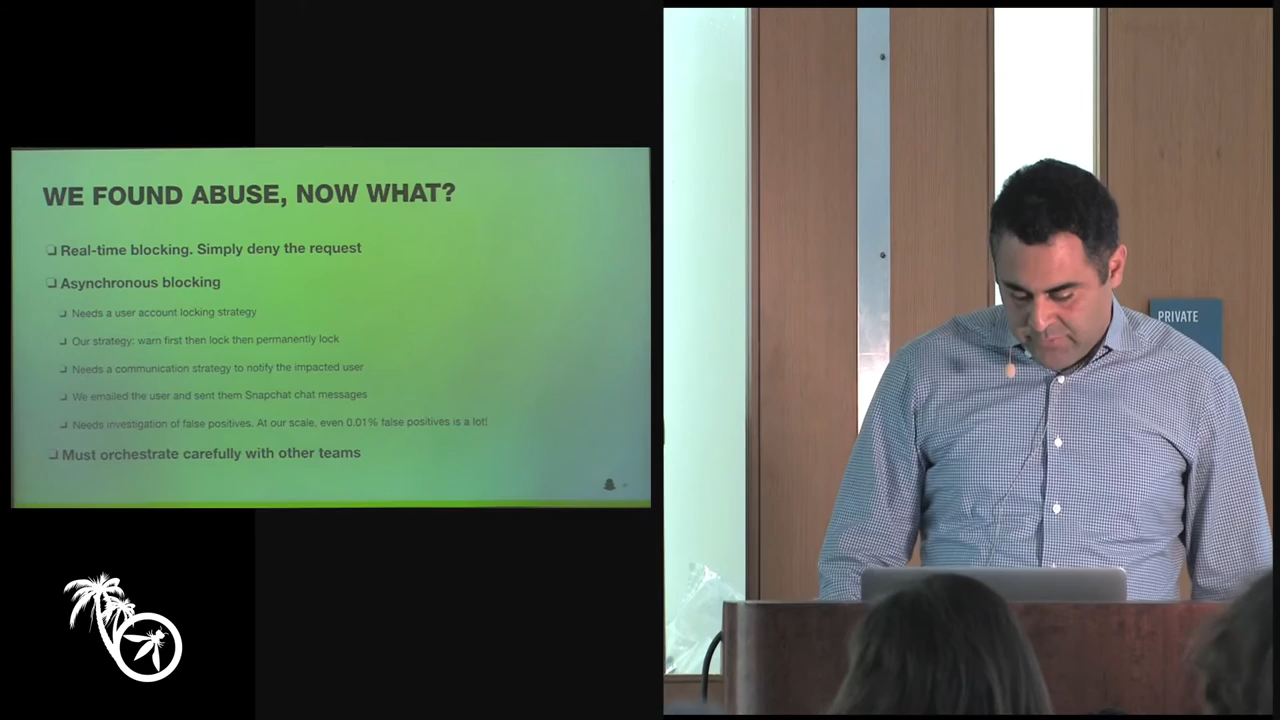 WE FOUND ABUSE, NOW WHAT?
Real-time blocking. Simply deny the request
Asynchronous blocking
Needs a user account locking strategy
Our strategy: warn first then lock then permanently lock
Needs a communication strategy to notify the impacted user
We emailed the user and sent them Snapchat chat messages
Needs investigation of false positives. At our scale, even 0.01% false positives is a lot!
Must orchestrate carefully with other teams
PRIVATE